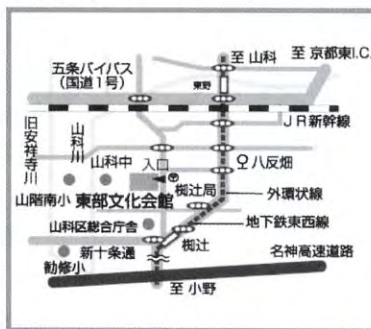 至 山科
至 京都東I.C.
五条バイパス
(国道1号)
東野
JR新幹線
旧安祥寺川
山科川
山科中
入口
八反畑
山階南小
東部文化会館
椥辻局
外環状線
山科区総合庁舎
地下鉄東西線
新十条通
椥辻
名神高速道路
勧修小
至 小野